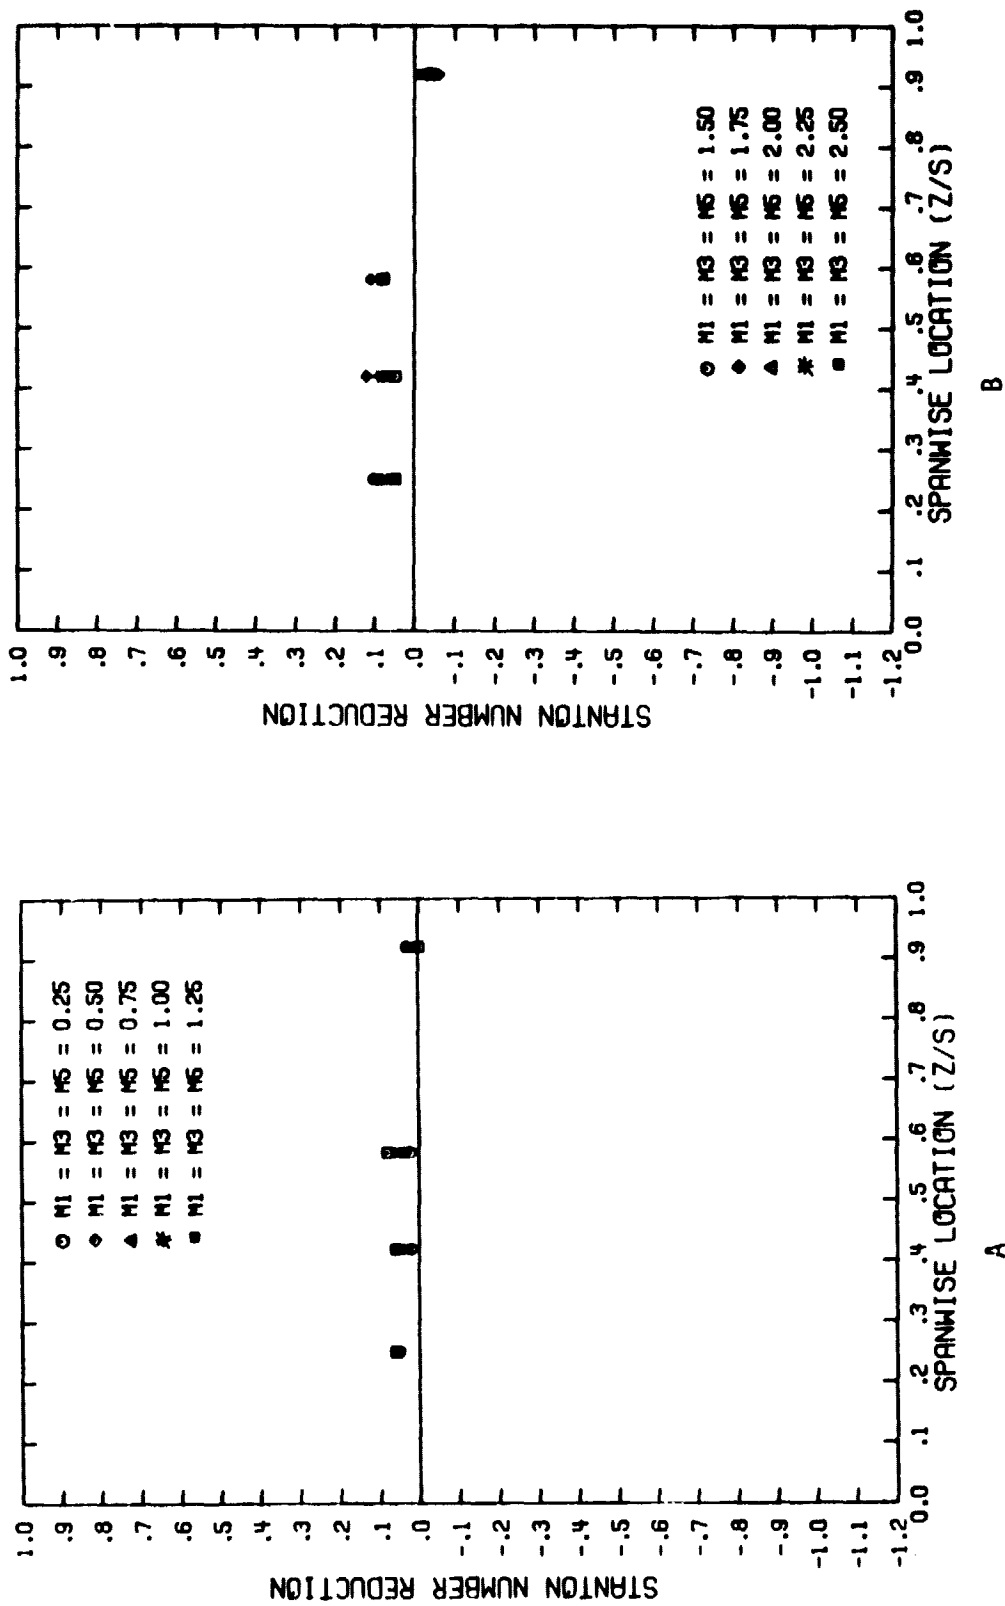 1.0
.9
.8
.7
.6
.5
.4
.3
.2
.1
.0
-.1
-.2
-.3
-.4
-.5
-.6
-.7
-.8
-.9
-1.0
-1.1
-1.2
STANTON NUMBER REDUCTION
M1 = M3 = M5 = 0.25
M1 = M3 = M5 = 0.50
M1 = M3 = M5 = 0.75
M1 = M3 = M5 = 1.00
M1 = M3 = M5 = 1.25
0.0 .1 .2 .3 .4 .5 .6 .7 .8 .9 1.0
SPANWISE LOCATION (Z/S)
A
1.0
.9
.8
.7
.6
.5
.4
.3
.2
.1
.0
-.1
-.2
-.3
-.4
-.5
-.6
-.7
-.8
-.9
-1.0
-1.1
-1.2
STANTON NUMBER REDUCTION
M1 = M3 = M5 = 1.50
M1 = M3 = M5 = 1.75
M1 = M3 = M5 = 2.00
M1 = M3 = M5 = 2.25
M1 = M3 = M5 = 2.50
0.0 .1 .2 .3 .4 .5 .6 .7 .8 .9 1.0
SPANWISE LOCATION (Z/S)
B